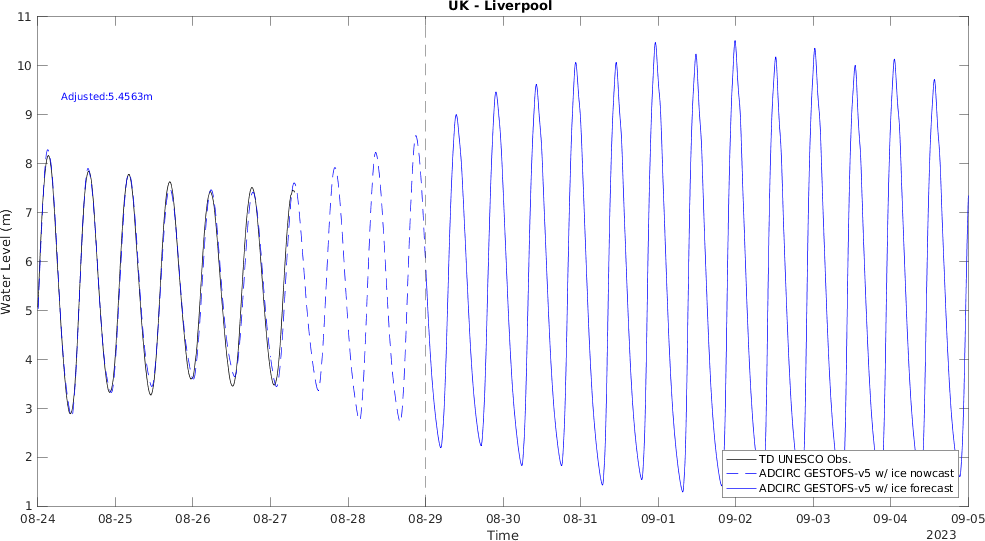 UK - Liverpool
11
10
9
8
7
6
5
4
3
2
1
Water Level (m)
Adjusted:5.4563m
TD UNESCO Obs.
ADCIRC GESTOFS-v5 w/ ice nowcast
ADCIRC GESTOFS-v5 w/ ice forecast
08-24 08-25 08-26 08-27 08-28 08-29 08-30 08-31 09-01 09-02 09-03 09-04 09-05
Time
2023